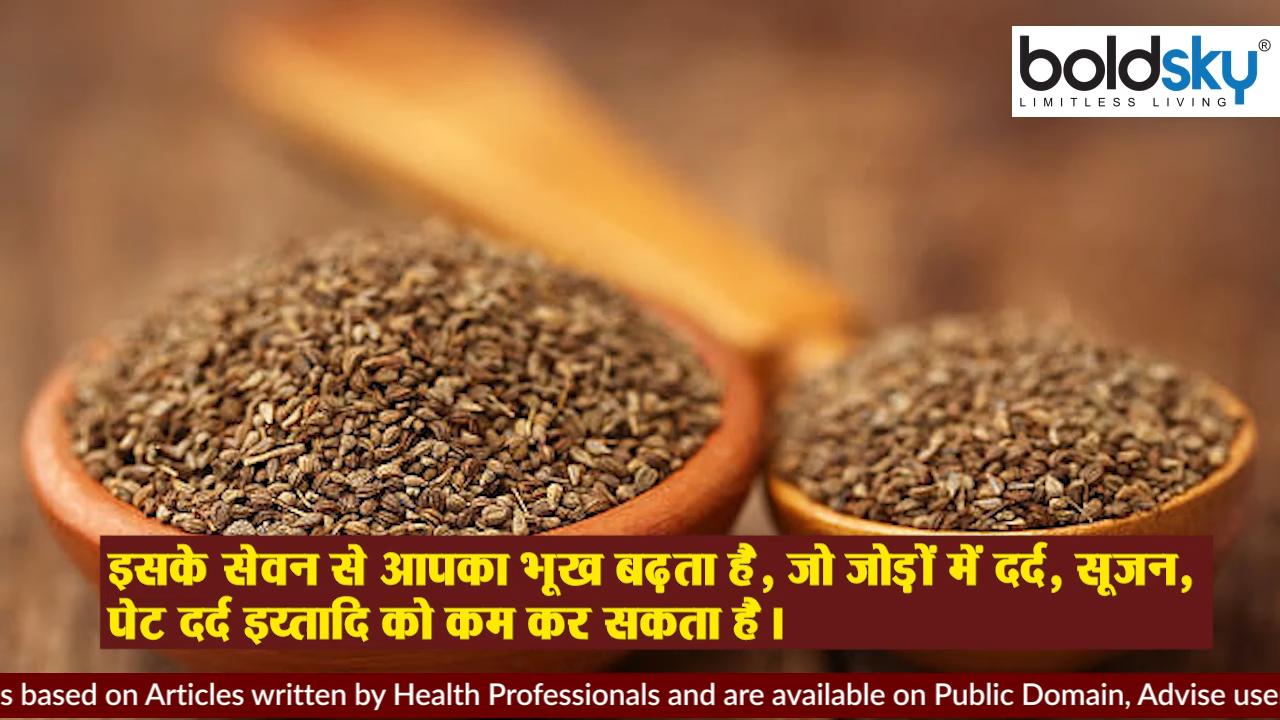 boldsky®
LIMITLESS LIVING
इसके सेवन से आपका भूख बढ़ता है, जो जोड़ों में दर्द, सूजन,
पेट दर्द इय्तादि को कम कर सकता है।
s based on Articles written by Health Professionals and are available on Public Domain, Advise use